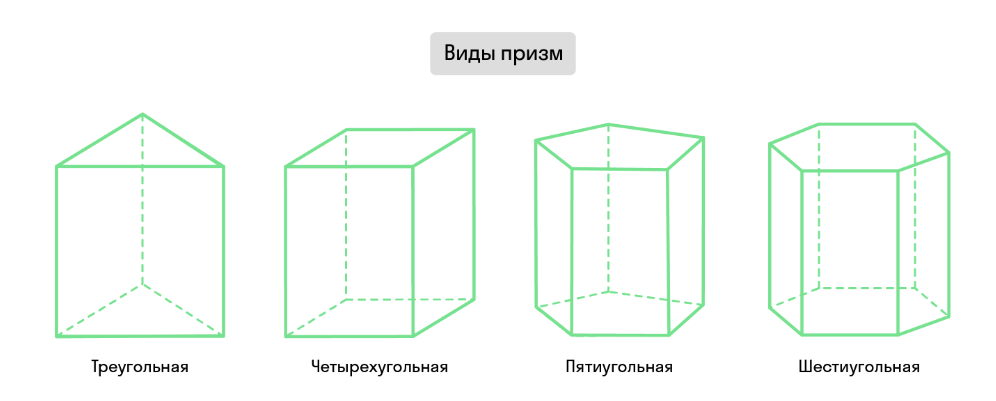 Виды призм
Треугольная
Четырехугольная
Пятиугольная
Шестиугольная